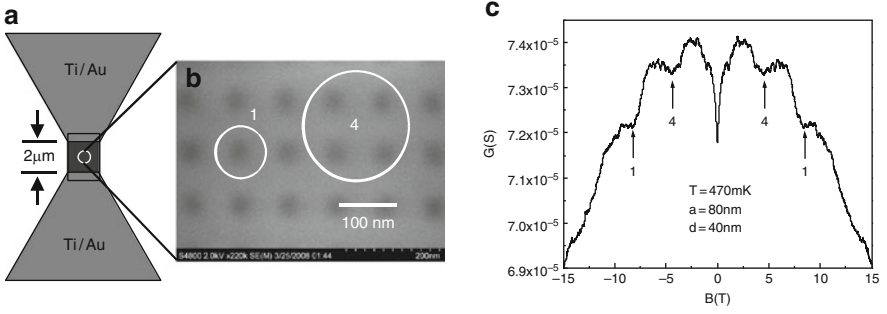 a
Ti/Au
2μm
Ti/Au
b
1
4
100 nm
S4800 2.0kV x220k SE(M) 3/25/2008 01:44
200nm
c
7.4x10⁻⁵
7.3x10⁻⁵
7.2x10⁻⁵
7.1x10⁻⁵
7.0x10⁻⁵
6.9x10⁻⁵
G(S)
4
4
1
1
T = 470mK
a = 80nm
d = 40nm
−15 −10 −5 0 5 10 15
B(T)